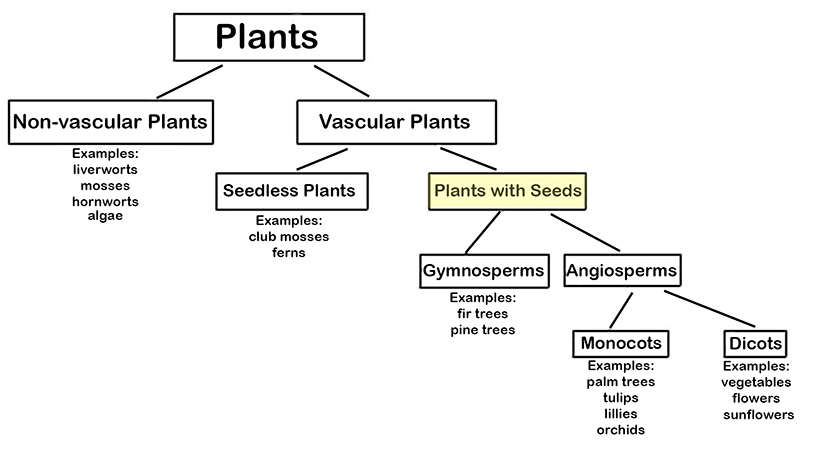 Plants
Non-vascular Plants
Examples:
liverworts
mosses
hornworts
algae
Vascular Plants
Seedless Plants
Examples:
club mosses
ferns
Plants with Seeds
Gymnosperms
Examples:
fir trees
pine trees
Angiosperms
Monocots
Examples:
palm trees
tulips
lillies
orchids
Dicots
Examples:
vegetables
flowers
sunflowers